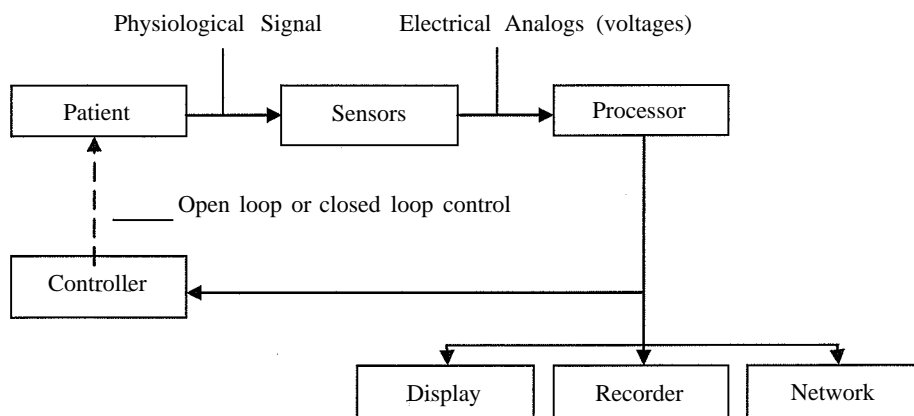 Physiological Signal
Electrical Analogs (voltages)
Patient
Sensors
Processor
Open loop or closed loop control
Controller
Display
Recorder
Network